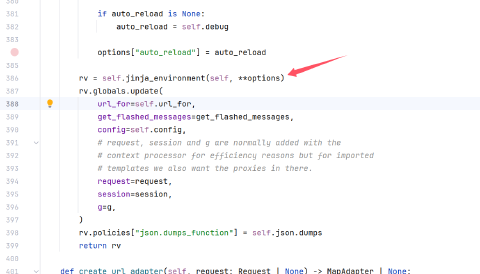 380
381 if auto_reload is None:
382 auto_reload = self.debug
options["auto_reload"] = auto_reload
385
386 rv = self.jinja_environment(self, **options)
387 rv.globals.update(
388 url_for=self.url_for,
389 get_flashed_messages=get_flashed_messages,
390 config=self.config,
391 # request, session and g are normally added with the
392 # context processor for efficiency reasons but for imported
393 # templates we also want the proxies in there.
394 request=request,
395 session=session,
396 g=g,
397 )
398 rv.policies["json.dumps_function"] = self.json.dumps
399 return rv
400
401 def create_url_adapter(self, request: Request | None) -> MapAdapter | None: